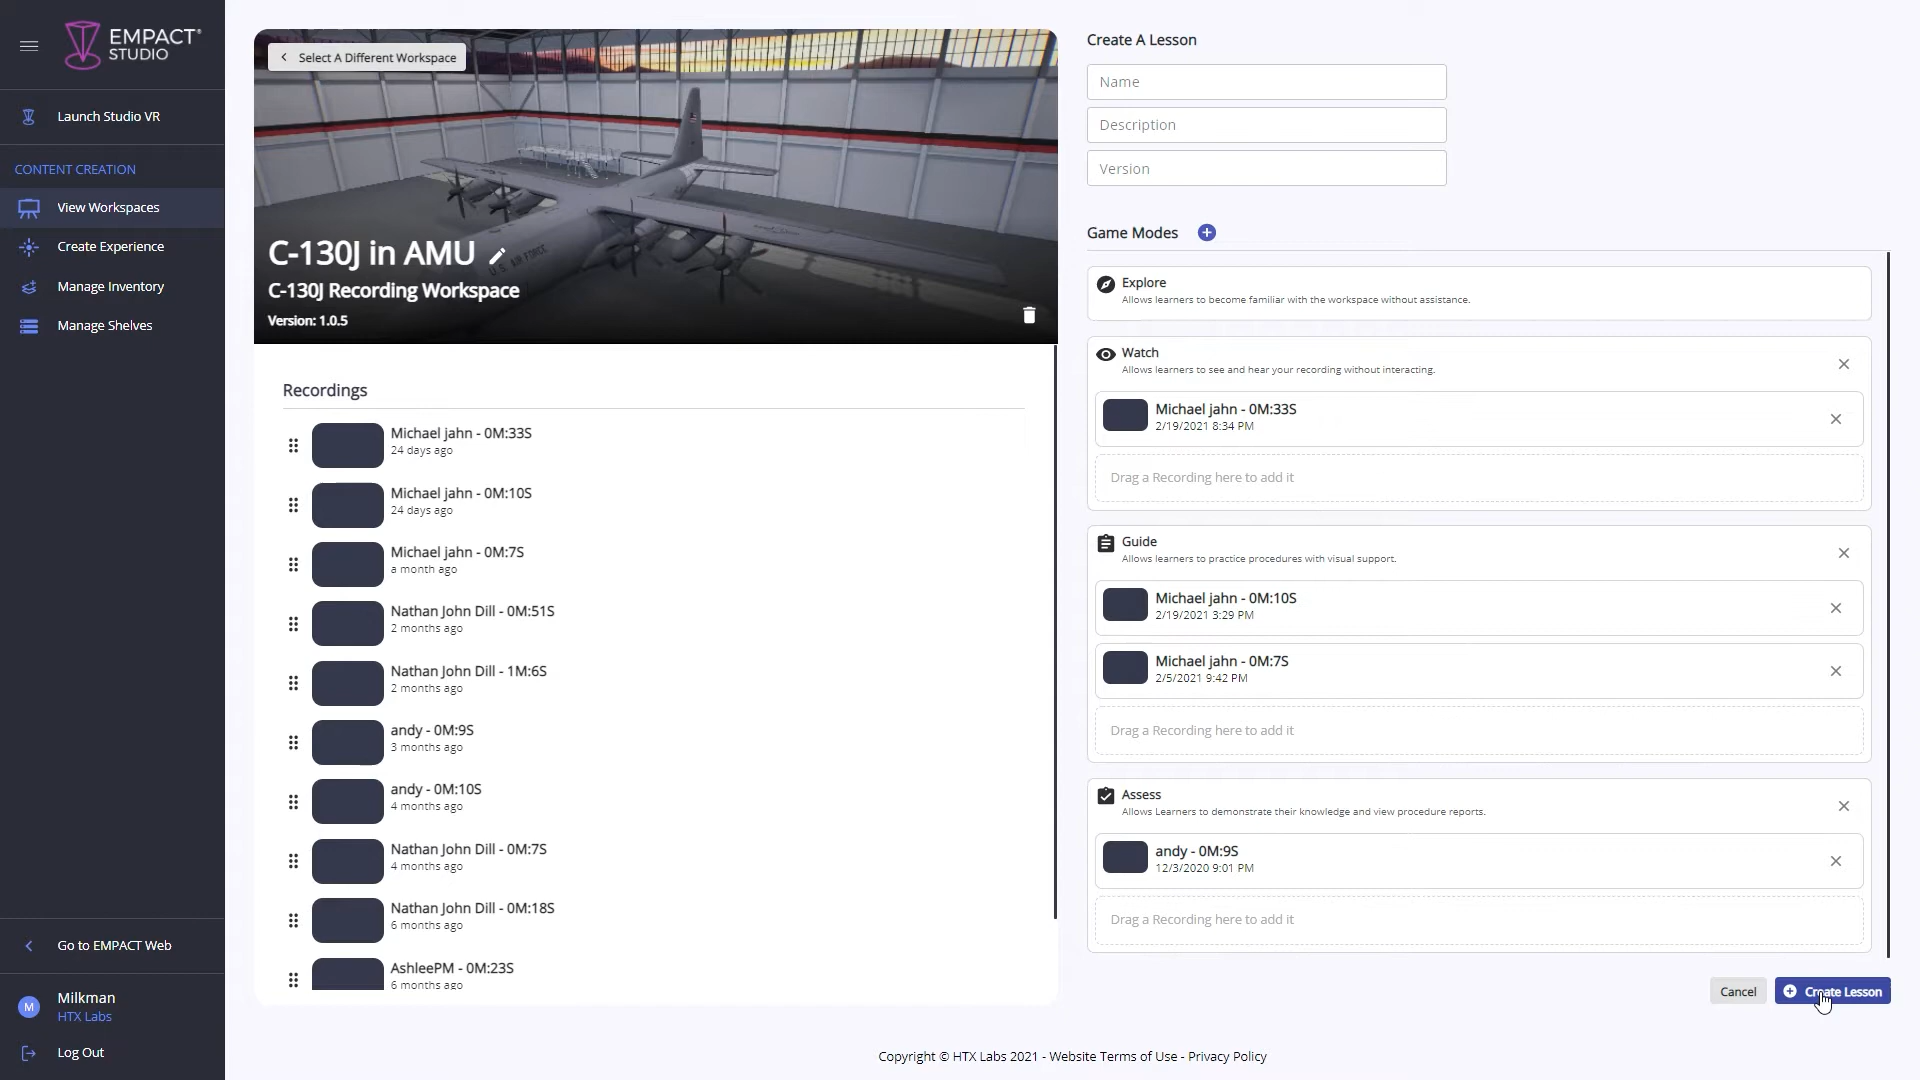 EMPACT®
STUDIO
Launch Studio VR
CONTENT CREATION
View Workspaces
Create Experience
Manage Inventory
Manage Shelves
Go to EMPACT Web
M
Milkman
HTX Labs
Log Out
Select A Different Workspace
U.S. AIR FORCE
C-130J in AMU
C-130J Recording Workspace
Version: 1.0.5
Recordings
Michael jahn - 0M:33S
24 days ago
Michael jahn - 0M:10S
24 days ago
Michael jahn - 0M:7S
a month ago
Nathan John Dill - 0M:51S
2 months ago
Nathan John Dill - 1M:6S
2 months ago
andy - 0M:9S
3 months ago
andy - 0M:10S
4 months ago
Nathan John Dill - 0M:7S
4 months ago
Nathan John Dill - 0M:18S
6 months ago
AshleePM - 0M:23S
6 months ago
Create A Lesson
Name
Description
Version
Game Modes
Explore
Allows learners to become familiar with the workspace without assistance.
Watch
Allows learners to see and hear your recording without interacting.
Michael jahn - 0M:33S
2/19/2021 8:34 PM
Drag a Recording here to add it
Guide
Allows learners to practice procedures with visual support.
Michael jahn - 0M:10S
2/19/2021 3:29 PM
Michael jahn - 0M:7S
2/5/2021 9:42 PM
Drag a Recording here to add it
Assess
Allows Learners to demonstrate their knowledge and view procedure reports.
andy - 0M:9S
12/3/2020 9:01 PM
Drag a Recording here to add it
Cancel
Create Lesson
Copyright © HTX Labs 2021 - Website Terms of Use - Privacy Policy